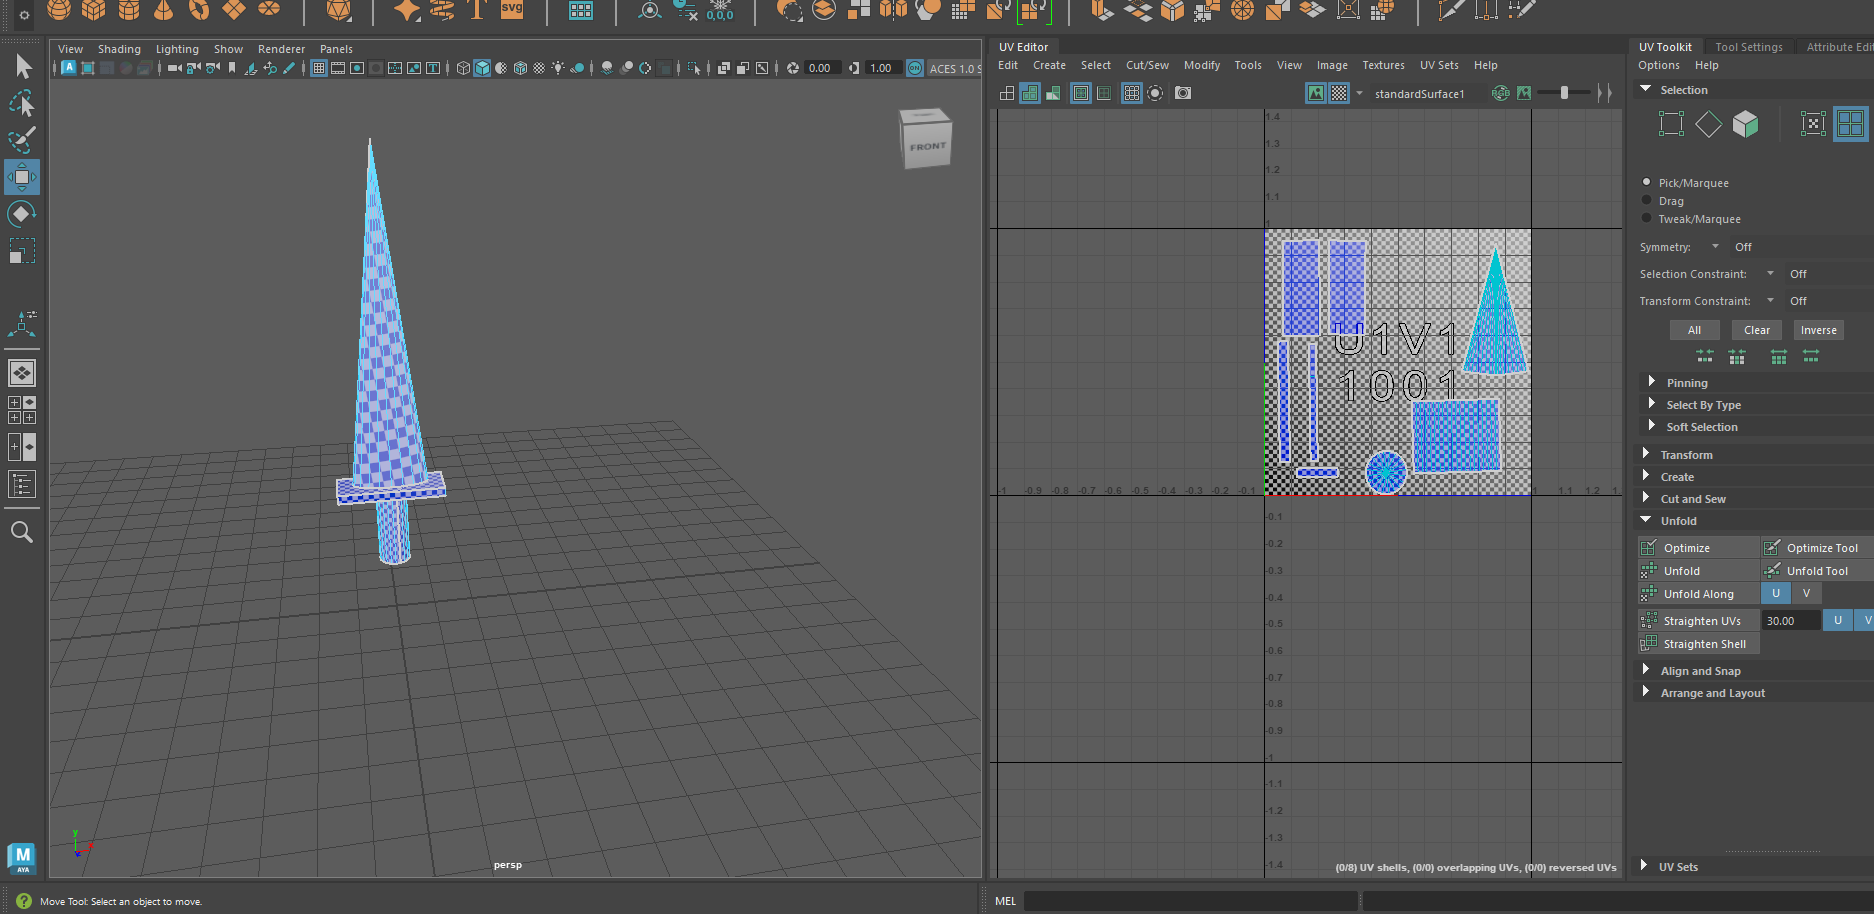 svg
0,0,0
View Shading Lighting Show Renderer Panels
A 0.00 1.00 ON ACES 1.0 S
FRONT
persp
y
M
AYA
Move Tool: Select an object to move.
UV Editor
Edit Create Select Cut/Sew Modify Tools View Image Textures UV Sets Help
standardSurface1 RGB
1.4
1.3
1.2
1.1
1
U1V1
1001
-1 -0.9 -0.8 -0.7 -0.6 -0.5 -0.4 -0.3 -0.2 -0.1 1 1.1 1.2 1.
-0.1
-0.2
-0.3
-0.4
-0.5
-0.6
-0.7
-0.8
-0.9
-1
-1.1
-1.2
-1.3
-1.4
(0/8) UV shells, (0/0) overlapping UVs, (0/0) reversed UVs
MEL
UV Toolkit Tool Settings Attribute Edit
Options Help
Selection
Pick/Marquee
Drag
Tweak/Marquee
Symmetry: Off
Selection Constraint: Off
Transform Constraint: Off
All Clear Inverse
Pinning
Select By Type
Soft Selection
Transform
Create
Cut and Sew
Unfold
Optimize Optimize Tool
Unfold Unfold Tool
Unfold Along U V
Straighten UVs 30.00 U V
Straighten Shell
Align and Snap
Arrange and Layout
UV Sets